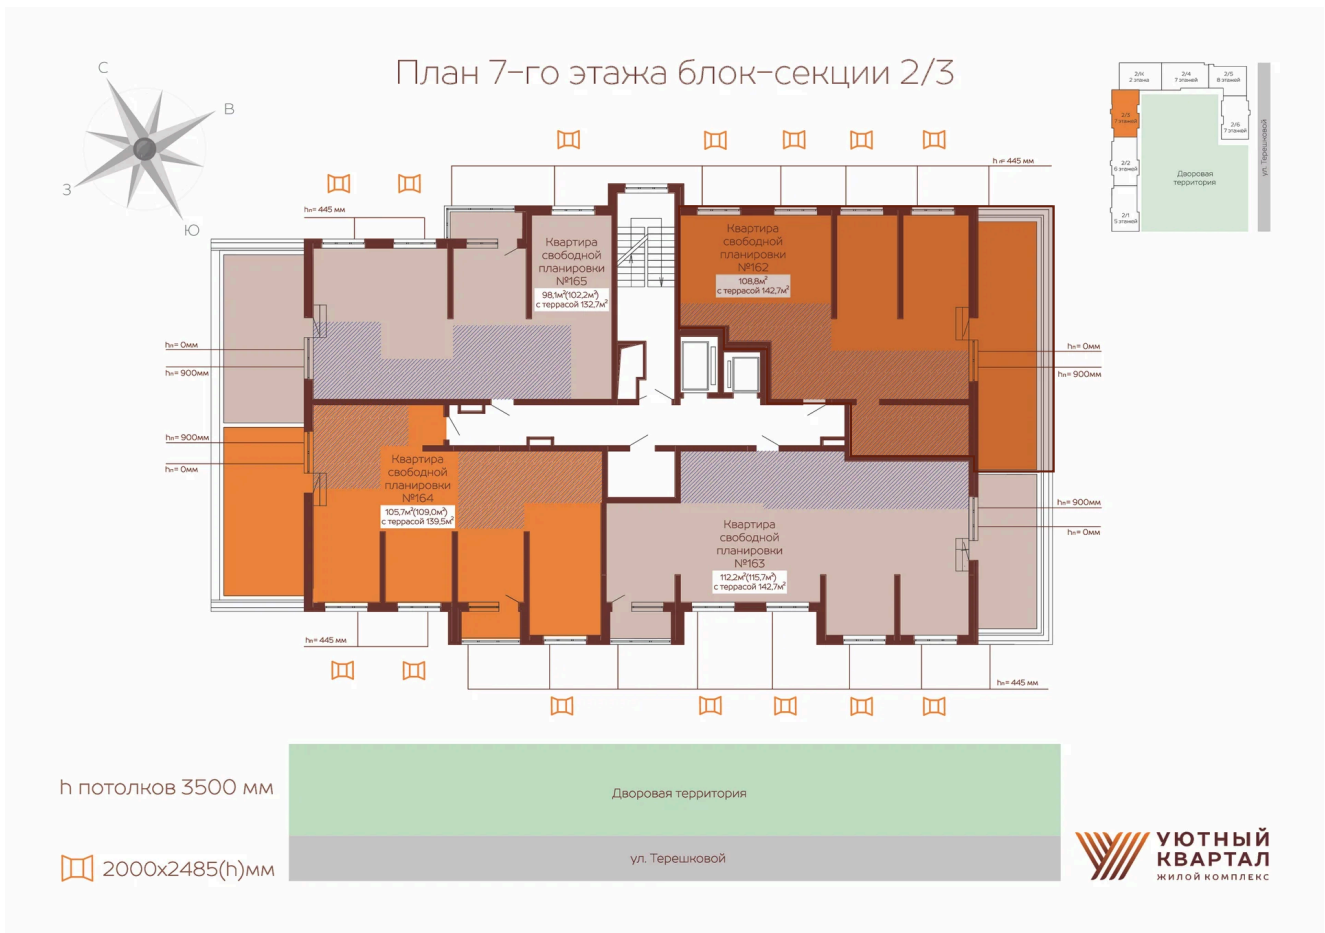 План 7-го этажа блок-секции 2/3
С
В
З
Ю
2/К
2 этажа
2/4
7 этажей
2/5
8 этажей
2/3
7 этажей
2/6
7 этажей
2/2
6 этажей
2/1
5 этажей
Дворовая
территория
ул. Терешковой
hп= 445 мм
h п= 445 мм
Квартира
свободной
планировки
№165
98,1м²(102,2м²)
с террасой 132,7м²
Квартира
свободной
планировки
№162
108,8м²
с террасой 142,7м²
hп= 0мм
hп= 900мм
hп= 0мм
hп= 900мм
hп= 900мм
hп= 0мм
Квартира
свободной
планировки
№164
105,7м²(109,0м²)
с террасой 139,5м²
Квартира
свободной
планировки
№163
112,2м²(115,7м²)
с террасой 142,7м²
hп= 900мм
hп= 0мм
hп= 445 мм
hп= 445 мм
h потолков 3500 мм
2000х2485(h)мм
Дворовая территория
ул. Терешковой
УЮТНЫЙ
КВАРТАЛ
ЖИЛОЙ КОМПЛЕКС